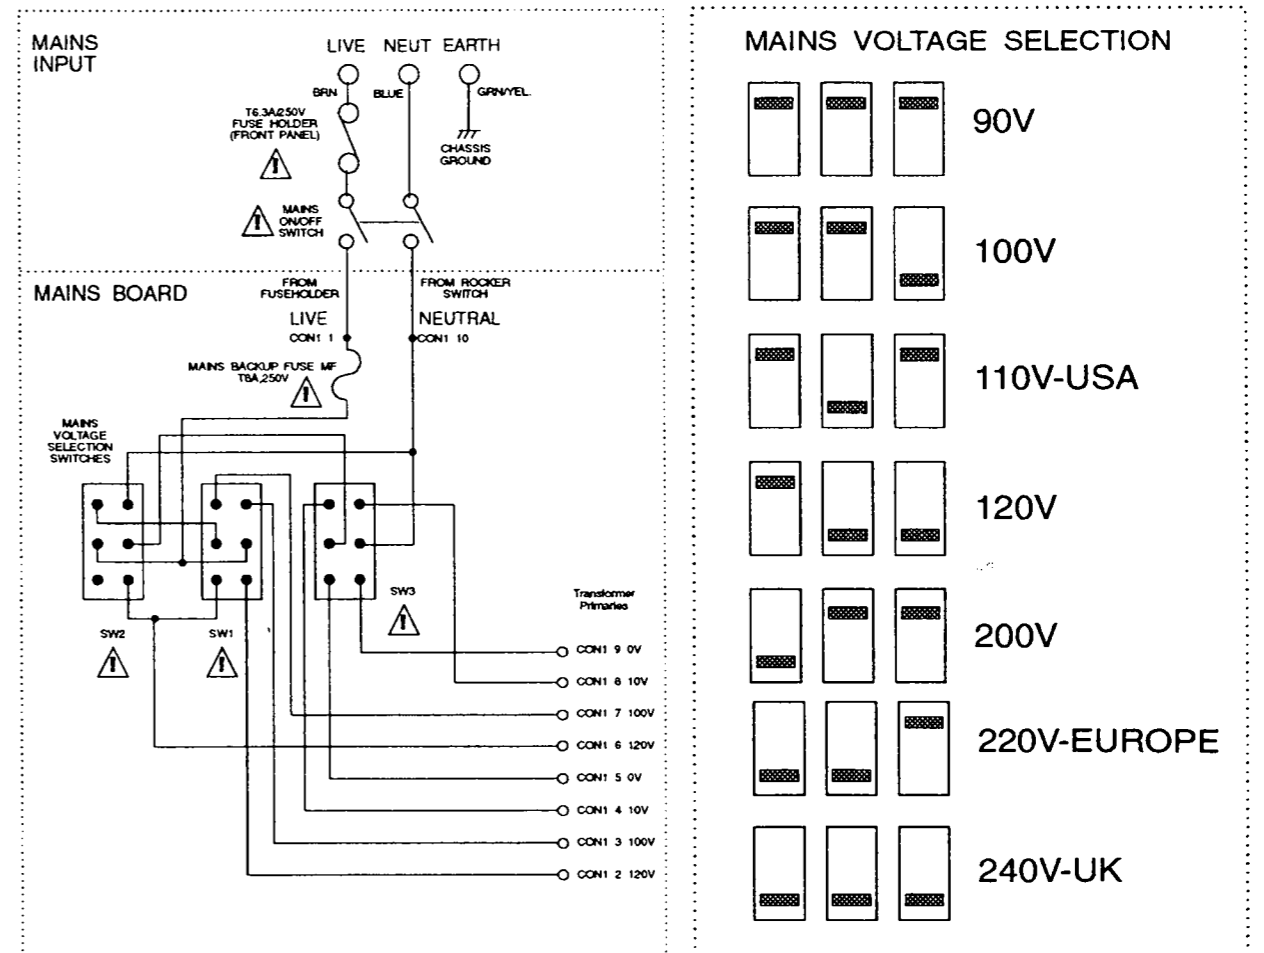 MAINS
INPUT
LIVE NEUT EARTH
BRN
BLUE
GRN/YEL.
T6.3A/250V
FUSE HOLDER
(FRONT PANEL)
!
CHASSIS
GROUND
!
MAINS
ON/OFF
SWITCH
MAINS BOARD
FROM
FUSEHOLDER
FROM ROCKER
SWITCH
LIVE
NEUTRAL
CON1 1
CON1 10
MAINS BACKUP FUSE MF
T8A,250V
!
MAINS
VOLTAGE
SELECTION
SWITCHES
SW2
!
SW1
!
SW3
!
Transformer
Primaries
CON1 9 0V
CON1 8 10V
CON1 7 100V
CON1 6 120V
CON1 5 0V
CON1 4 10V
CON1 3 100V
CON1 2 120V
MAINS VOLTAGE SELECTION
90V
100V
110V-USA
120V
200V
220V-EUROPE
240V-UK